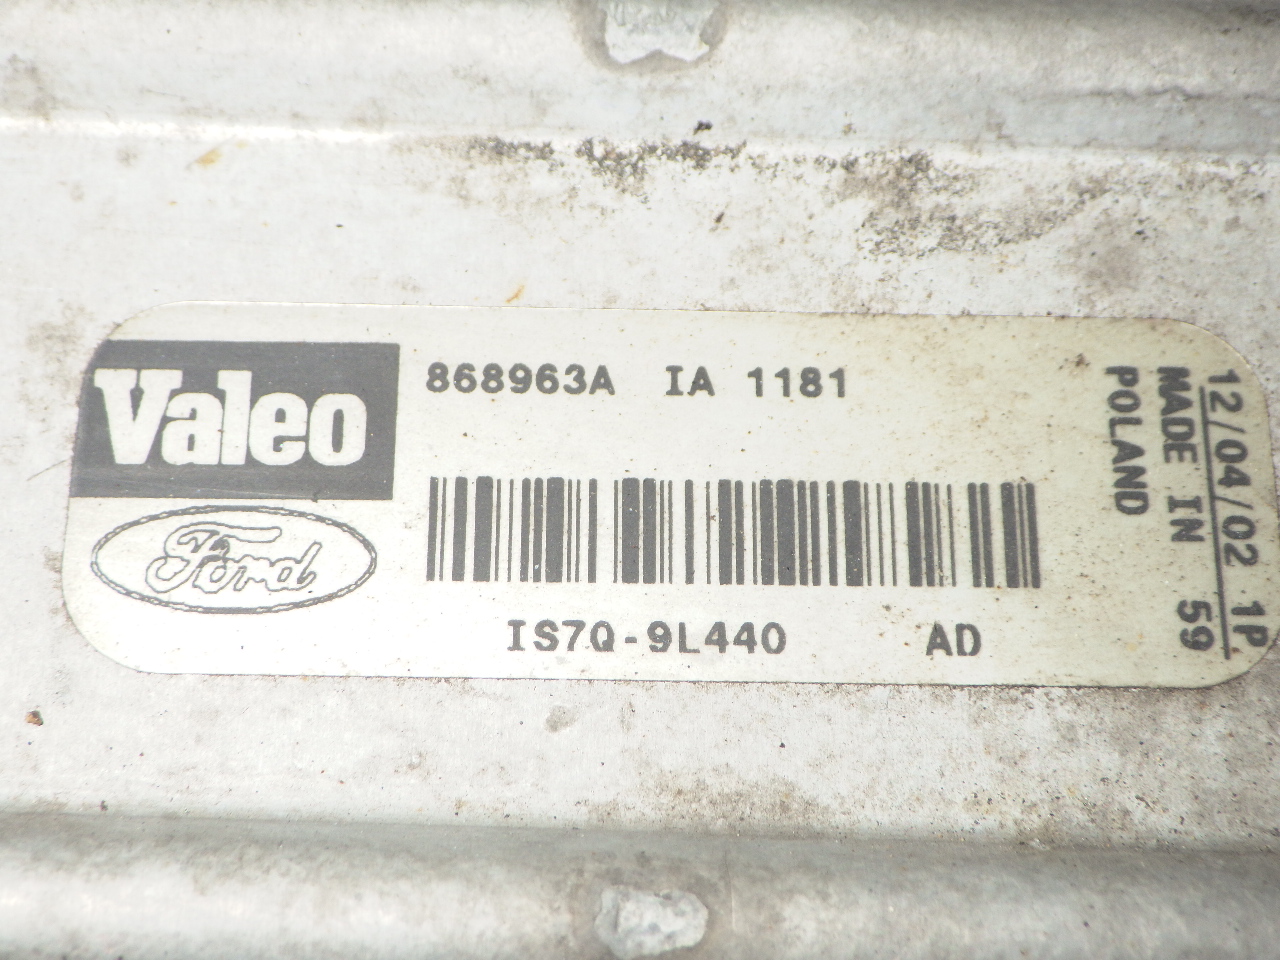 Valeo
868963A IA 1181
Ford
IS7Q-9L440 AD
12/04/02 1P
MADE IN 59
POLAND